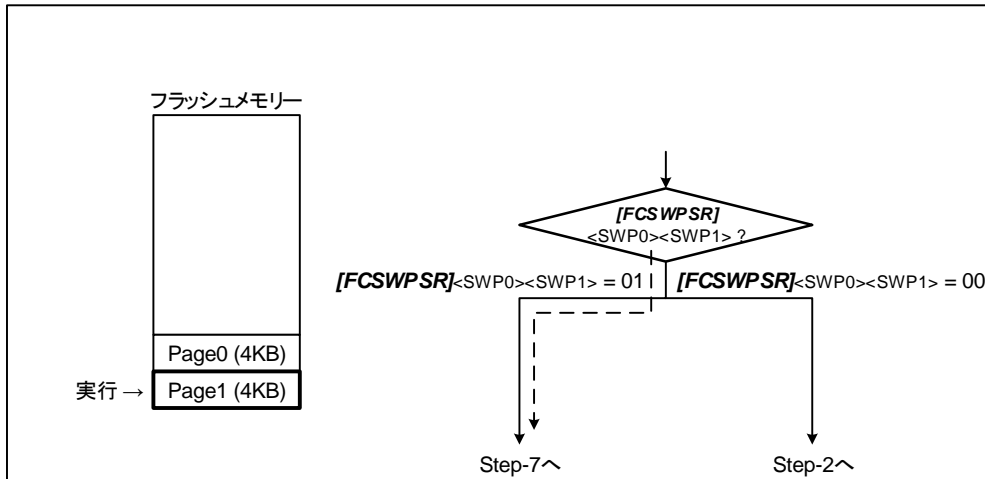 フラッシュメモリー
Page0 (4KB)
実行 → Page1 (4KB)
[FCSWPSR]
<SWP0><SWP1> ?
[FCSWPSR]<SWP0><SWP1> = 01
[FCSWPSR]<SWP0><SWP1> = 00
Step-7へ
Step-2へ